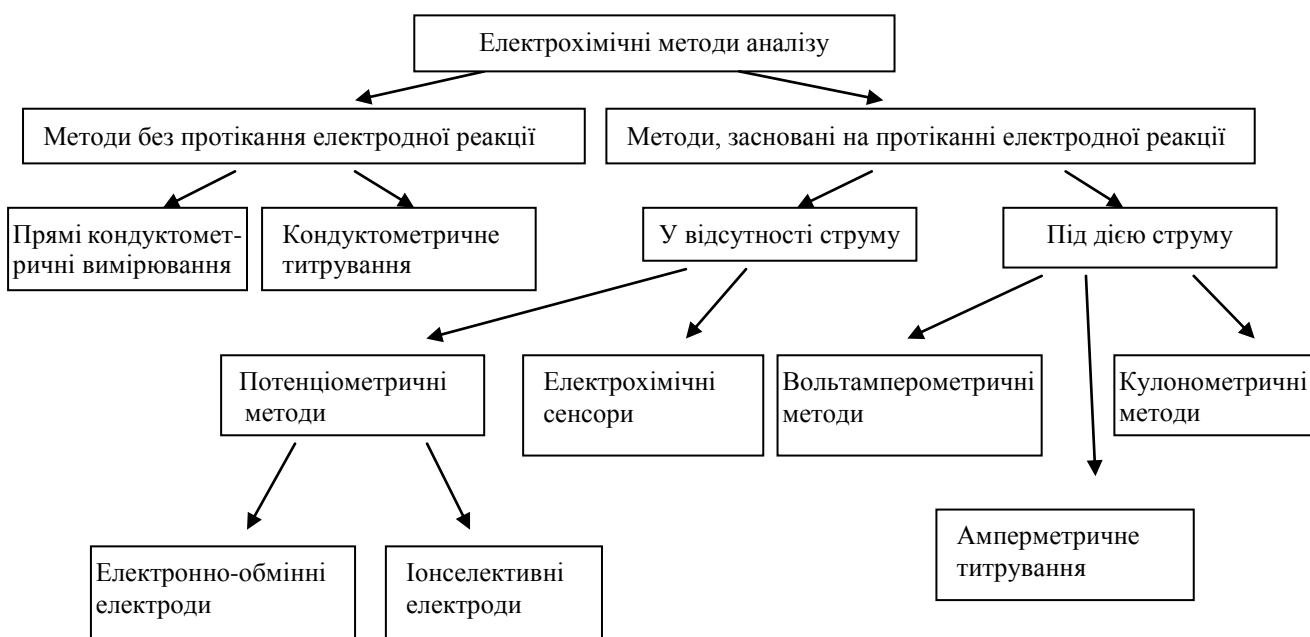 Електрохімічні методи аналізу
Методи без протікання електродної реакції
Методи, засновані на протіканні електродної реакції
Прямі кондуктомет-
ричні вимірювання
Кондуктометричне
титрування
У відсутності струму
Під дією струму
Потенціометричні
методи
Електрохімічні
сенсори
Вольтамперометричні
методи
Кулонометричні
методи
Амперметричне
титрування
Електронно-обмінні
електроди
Іонселективні
електроди